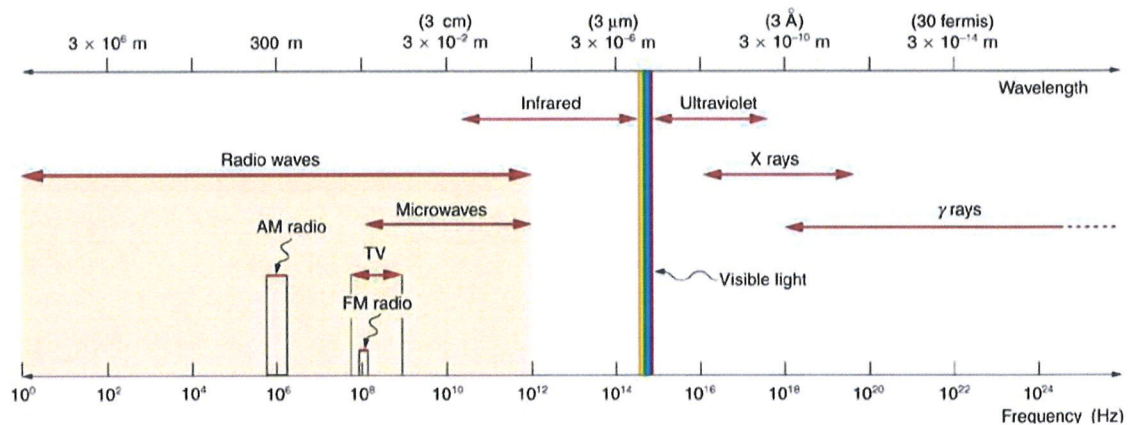 (3 cm) (3 μm) (3 Å) (30 fermis)
3 × 10⁶ m 300 m 3 × 10⁻² m 3 × 10⁻⁶ m 3 × 10⁻¹⁰ m 3 × 10⁻¹⁴ m
Wavelength
Infrared Ultraviolet
Radio waves X rays
Microwaves γ rays
AM radio
TV
Visible light
FM radio
10⁰ 10² 10⁴ 10⁶ 10⁸ 10¹⁰ 10¹² 10¹⁴ 10¹⁶ 10¹⁸ 10²⁰ 10²² 10²⁴
Frequency (Hz)